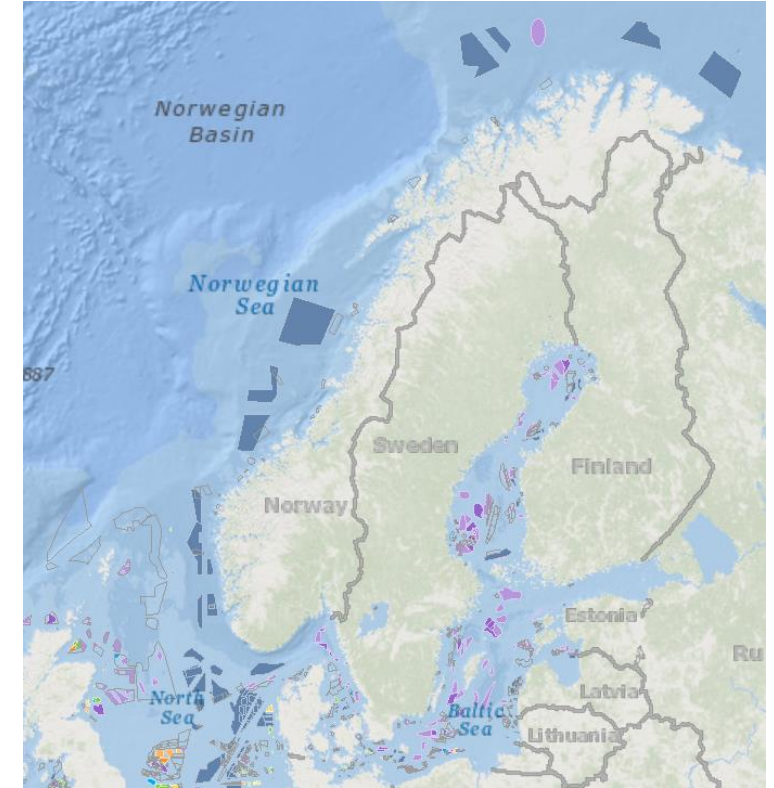 Norwegian
Basin
Norwegian
Sea
887
Sweden
Finland
Norway
Estonia
Ru
North
Sea
Latvia
Baltic
Sea
Lithuania